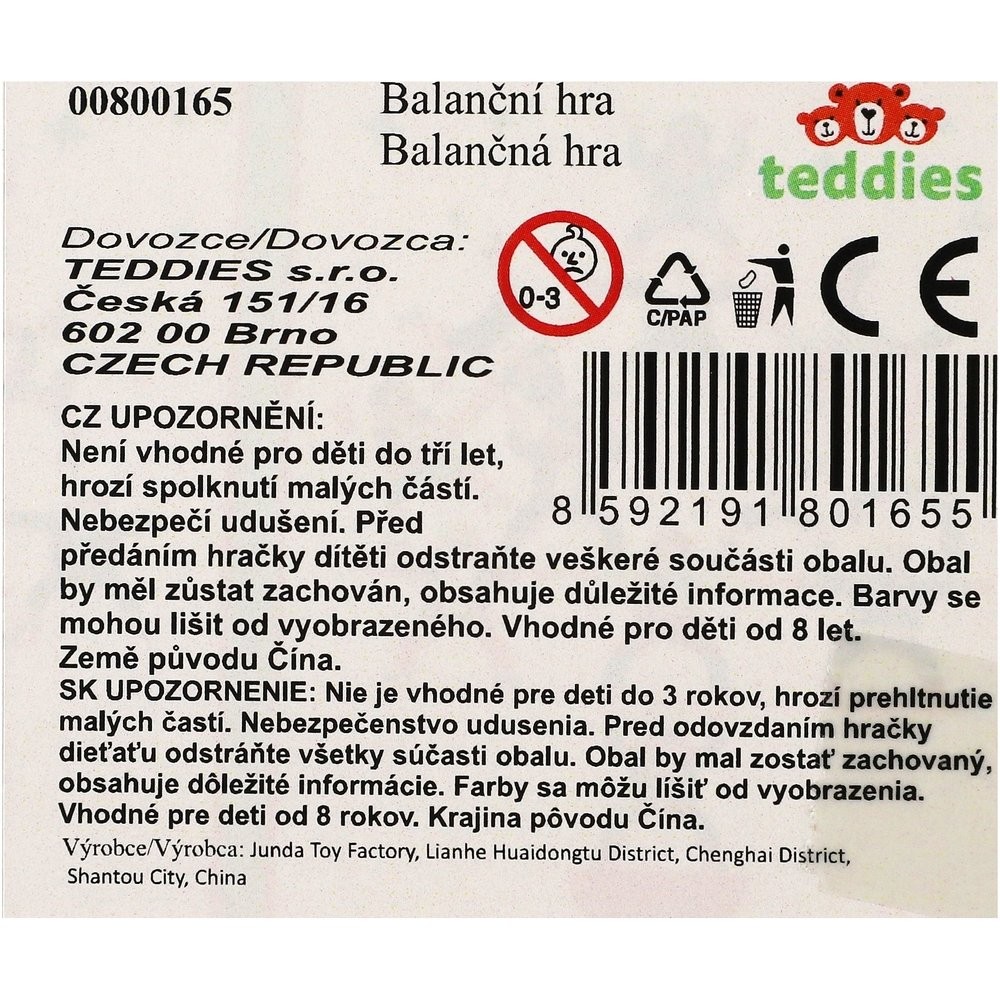 00800165
Balanční hra
Balančná hra
teddies
Dovozce/Dovozca:
TEDDIES s.r.o.
Česká 151/16
602 00 Brno
CZECH REPUBLIC
0-3
C/PAP
CE
8 592191 801655
CZ UPOZORNĚNÍ:
Není vhodné pro děti do tří let,
hrozí spolknutí malých částí.
Nebezpečí udušení. Před
předáním hračky dítěti odstraňte veškeré součásti obalu. Obal
by měl zůstat zachován, obsahuje důležité informace. Barvy se
mohou lišit od vyobrazeného. Vhodné pro děti od 8 let.
Země původu Čína.
SK UPOZORNENIE: Nie je vhodné pre deti do 3 rokov, hrozí prehltnutie
malých častí. Nebezpečenstvo udusenia. Pred odovzdaním hračky
dieťaťu odstráňte všetky súčasti obalu. Obal by mal zostať zachovaný,
obsahuje dôležité informácie. Farby sa môžu líšiť od vyobrazenia.
Vhodné pre deti od 8 rokov. Krajina pôvodu Čína.
Výrobce/Výrobca: Junda Toy Factory, Lianhe Huaidongtu District, Chenghai District,
Shantou City, China